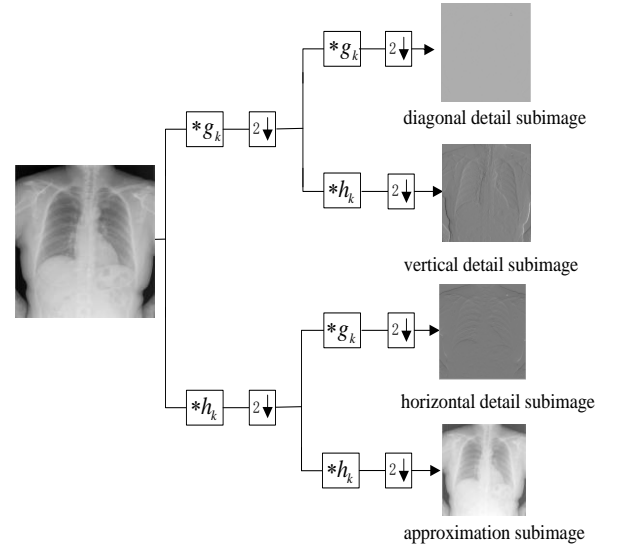 *g_k 2↓
diagonal detail subimage
*g_k 2↓
*h_k 2↓
vertical detail subimage
*g_k 2↓
horizontal detail subimage
*h_k 2↓
*h_k 2↓
approximation subimage